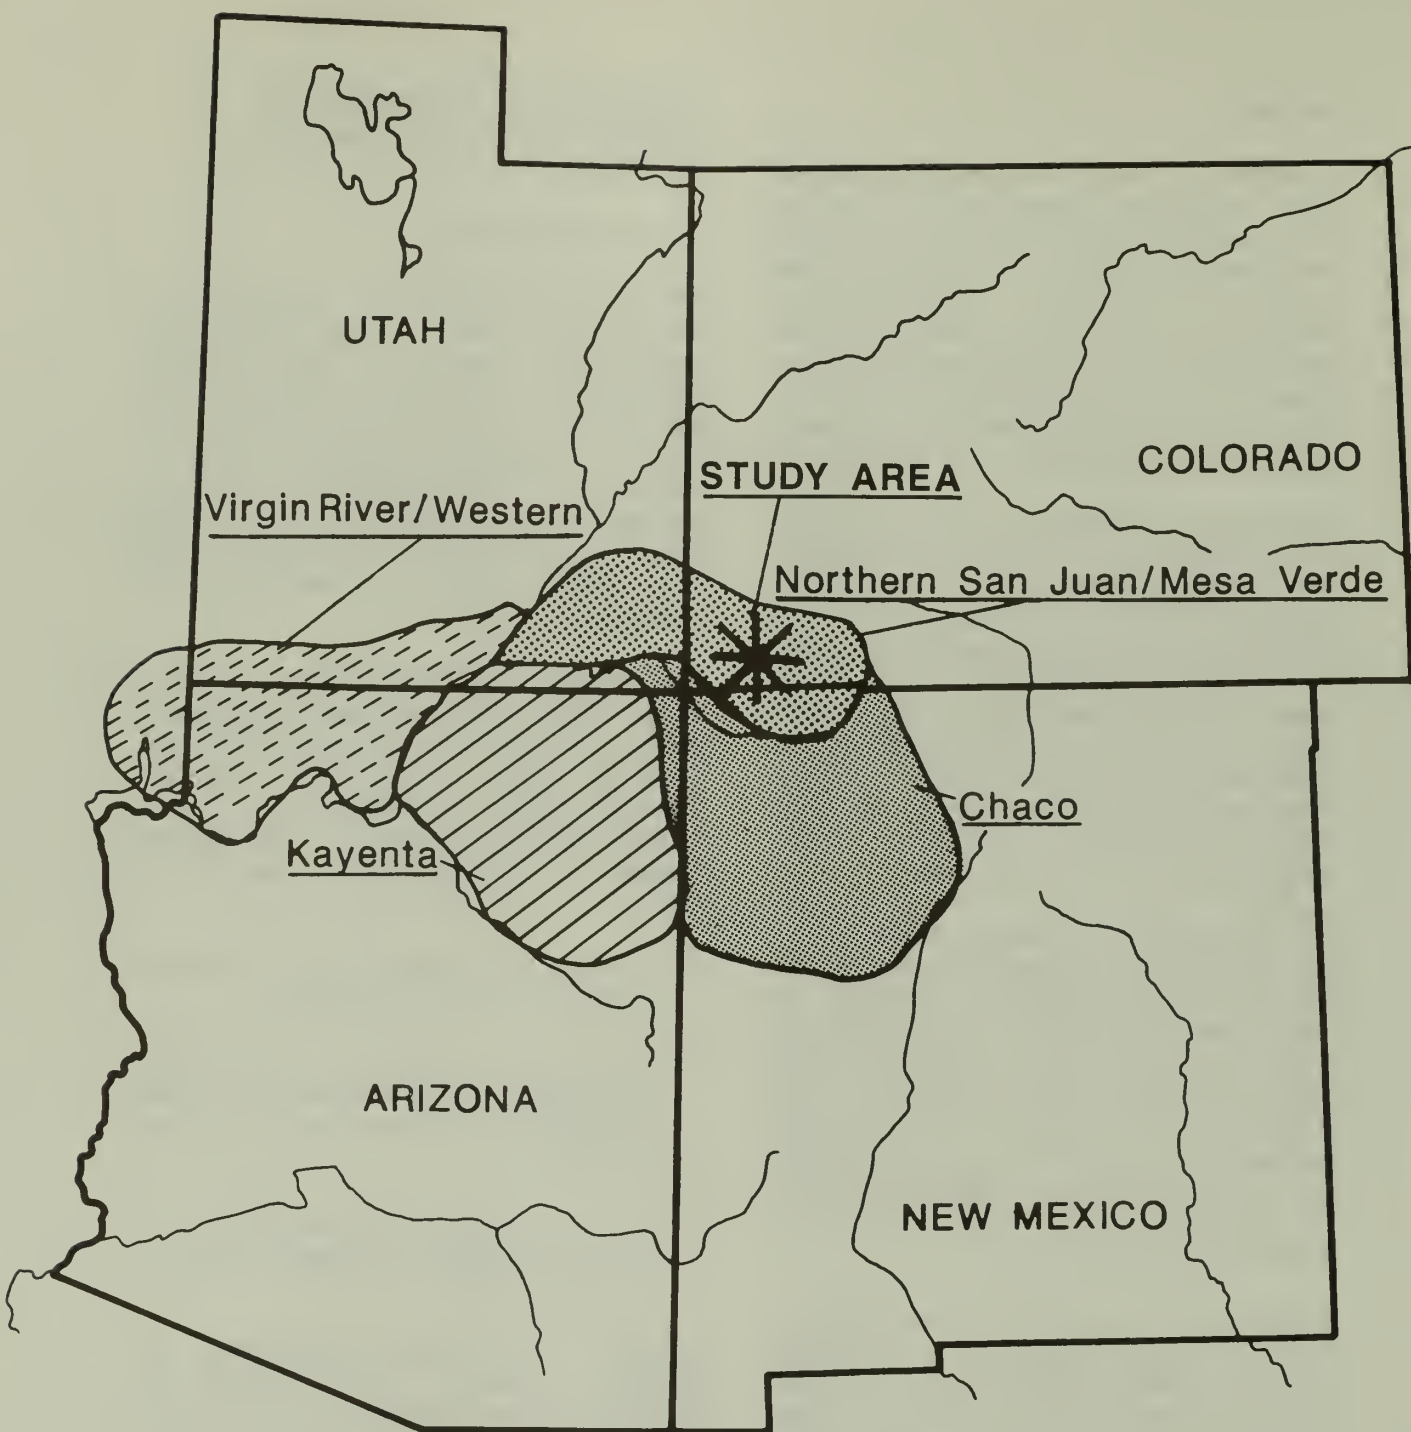 UTAH
COLORADO
STUDY AREA
Virgin River/Western
Northern San Juan/Mesa Verde
Chaco
Kayenta
ARIZONA
NEW MEXICO